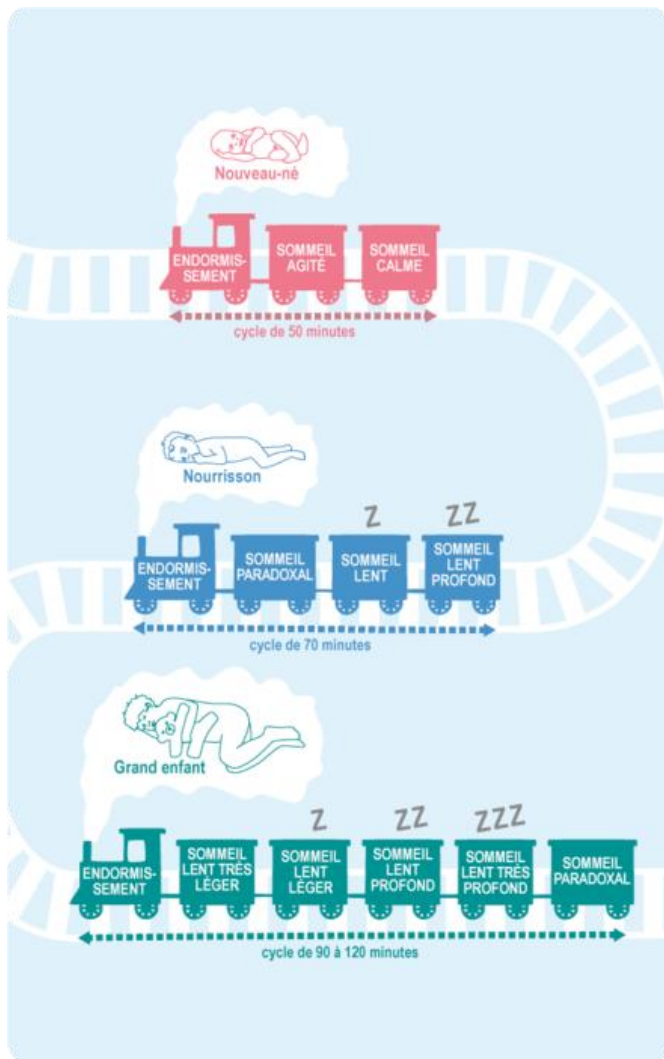 Nouveau-né
ENDORMIS-
SEMENT
SOMMEIL
AGITÉ
SOMMEIL
CALME
cycle de 50 minutes
Nourrisson
Z
ZZ
ENDORMIS-
SEMENT
SOMMEIL
PARADOXAL
SOMMEIL
LENT
SOMMEIL
LENT
PROFOND
cycle de 70 minutes
Grand enfant
Z
ZZ
ZZZ
ENDORMIS-
SEMENT
SOMMEIL
LENT TRÈS
LÉGER
SOMMEIL
LENT
LÉGER
SOMMEIL
LENT
PROFOND
SOMMEIL
LENT TRÈS
PROFOND
SOMMEIL
PARADOXAL
cycle de 90 à 120 minutes